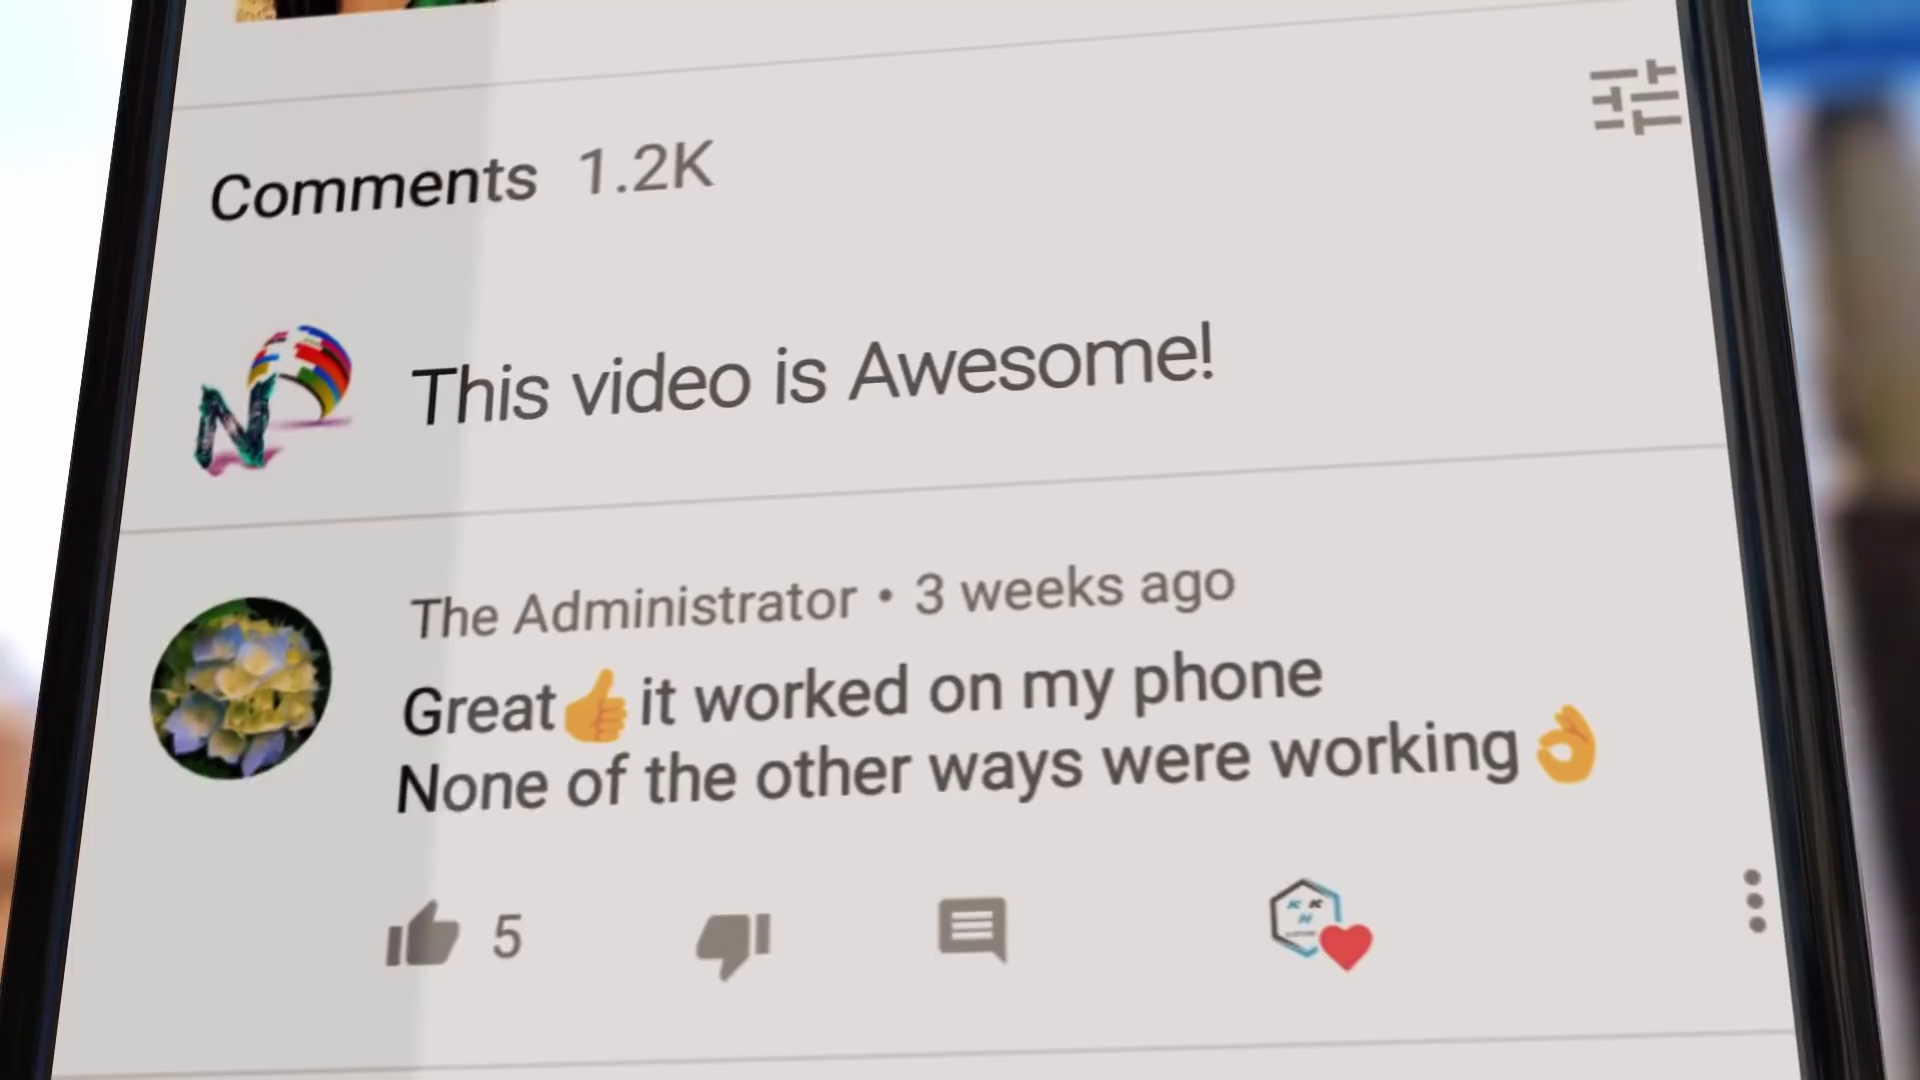 Comments 1.2K
This video is Awesome!
The Administrator • 3 weeks ago
Great👍it worked on my phone
None of the other ways were working👌
5
N
K K
H